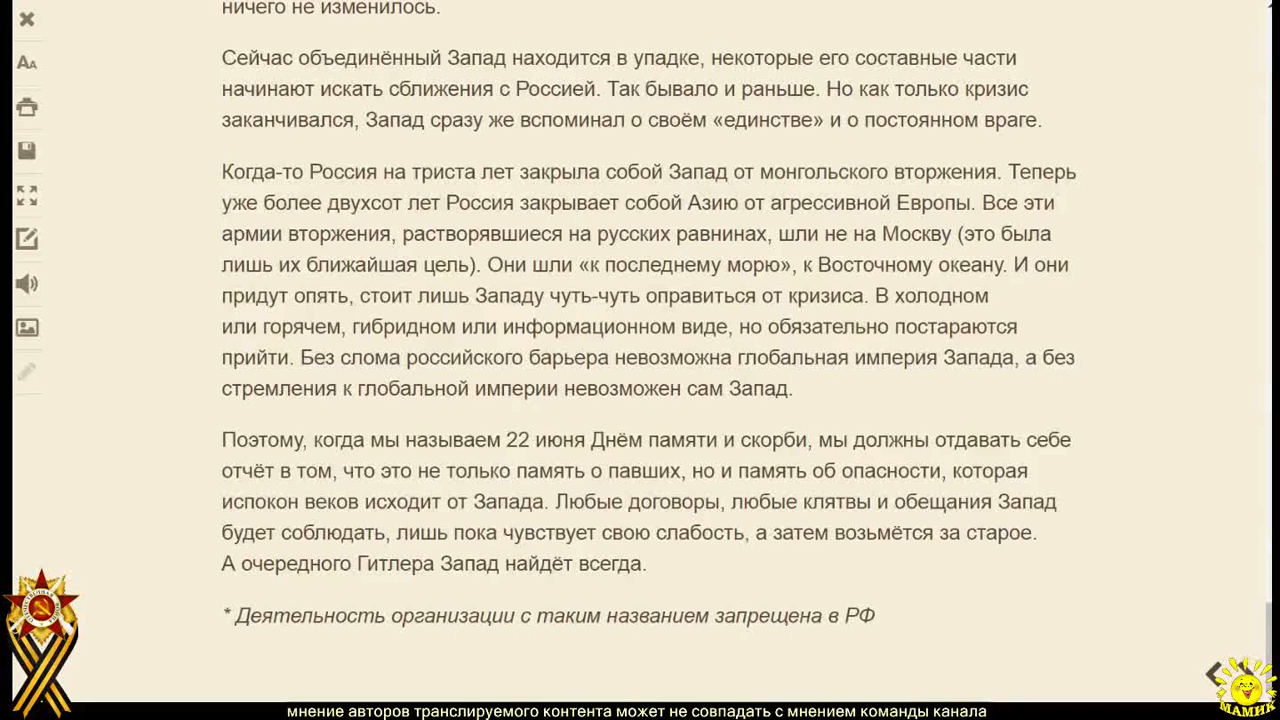 ничего не изменилось.
Сейчас объединённый Запад находится в упадке, некоторые его составные части
начинают искать сближения с Россией. Так бывало и раньше. Но как только кризис
заканчивался, Запад сразу же вспоминал о своём «единстве» и о постоянном враге.
Когда-то Россия на триста лет закрыла собой Запад от монгольского вторжения. Теперь
уже более двухсот лет Россия закрывает собой Азию от агрессивной Европы. Все эти
армии вторжения, растворявшиеся на русских равнинах, шли не на Москву (это была
лишь их ближайшая цель). Они шли «к последнему морю», к Восточному океану. И они
придут опять, стоит лишь Западу чуть-чуть оправиться от кризиса. В холодном
или горячем, гибридном или информационном виде, но обязательно постараются
прийти. Без слома российского барьера невозможна глобальная империя Запада, а без
стремления к глобальной империи невозможен сам Запад.
Поэтому, когда мы называем 22 июня Днём памяти и скорби, мы должны отдавать себе
отчёт в том, что это не только память о павших, но и память об опасности, которая
испокон веков исходит от Запада. Любые договоры, любые клятвы и обещания Запад
будет соблюдать, лишь пока чувствует свою слабость, а затем возьмётся за старое.
А очередного Гитлера Запад найдёт всегда.
* Деятельность организации с таким названием запрещена в РФ
МАМИК
мнение авторов транслируемого контента может не совпадать с мнением команды канала